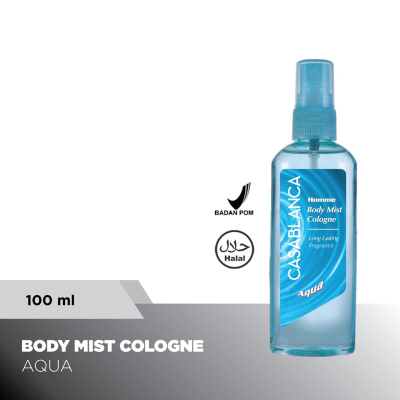 CASABLANCA
Homme
Body Mist
Cologne
Long Lasting
Fragrance
Aqua
BADAN POM
حلال
Halal
100 ml
BODY MIST COLOGNE
AQUA